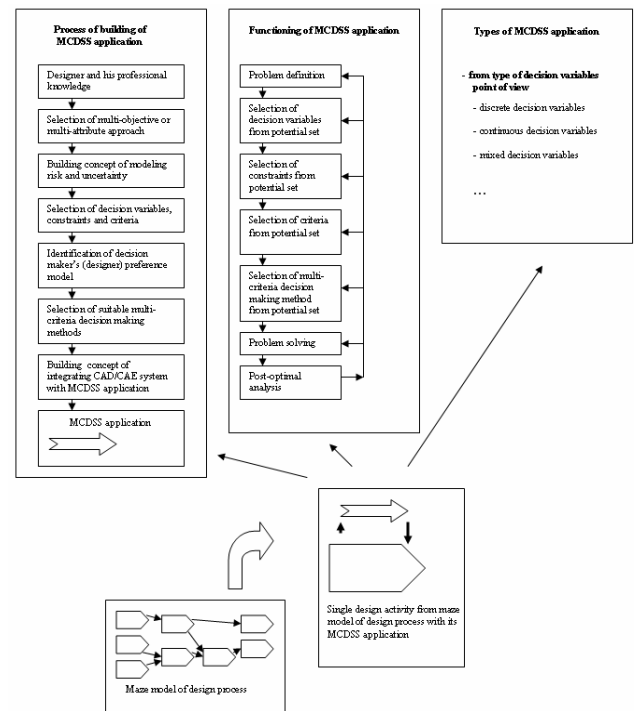 Process of building of
MCDSS application
Designer and his professional
knowledge
Selection of multi-objective or
multi-attribute approach
Building concept of modeling
risk and uncertainty
Selection of decision variables,
constraints and criteria
Identification of decision
maker's (designer) preference
model
Selection of suitable multi-
criteria decision making
methods
Building concept of
integrating CAD/CAE system
with MCDSS application
MCDSS application
Functioning of MCDSS application
Problem definition
Selection of
decision variables
from potential set
Selection of
constraints from
potential set
Selection of criteria
from potential set
Selection of multi-
criteria decision
making method
from potential set
Problem solving
Post-optimal
analysis
Types of MCDSS application
- from type of decision variables
point of view
- discrete decision variables
- continuous decision variables
- mixed decision variables
...
Single design activity from maze
model of design process with its
MCDSS application
Maze model of design process